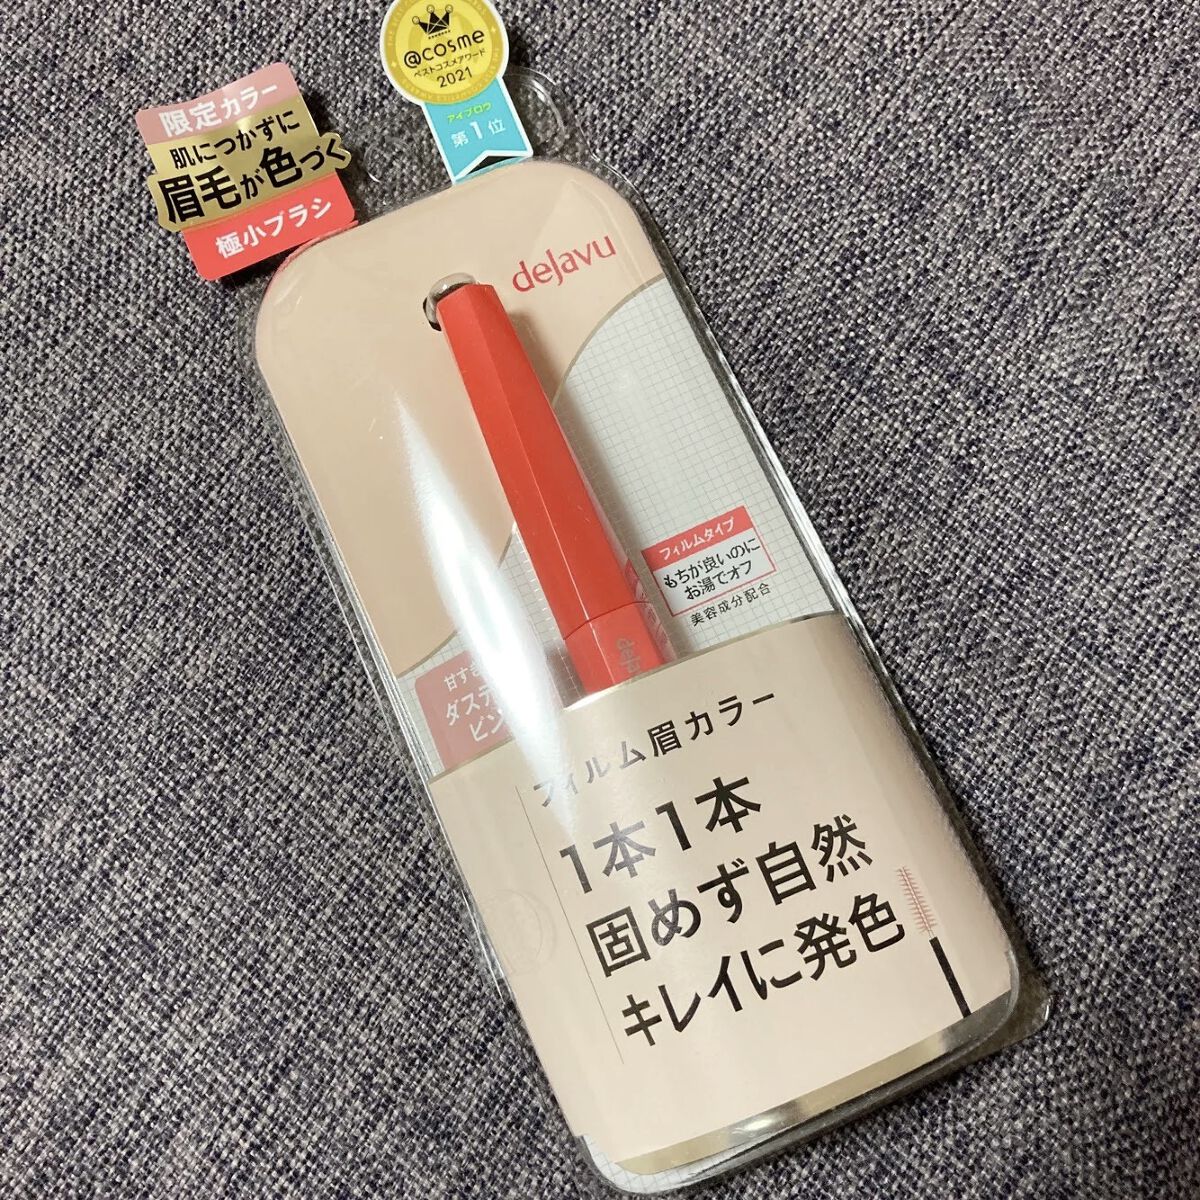 @cosme
ベストコスメアワード
2021
アイブロウ
第1位
限定カラー
肌につかずに
眉毛が色づく
極小ブラシ
dejavu
フィルムタイプ
もちが良いのに
お湯でオフ
美容成分配合
甘すぎ
ダステ
ピン
フィルム眉カラー
1本1本
固めず自然
キレイに発色